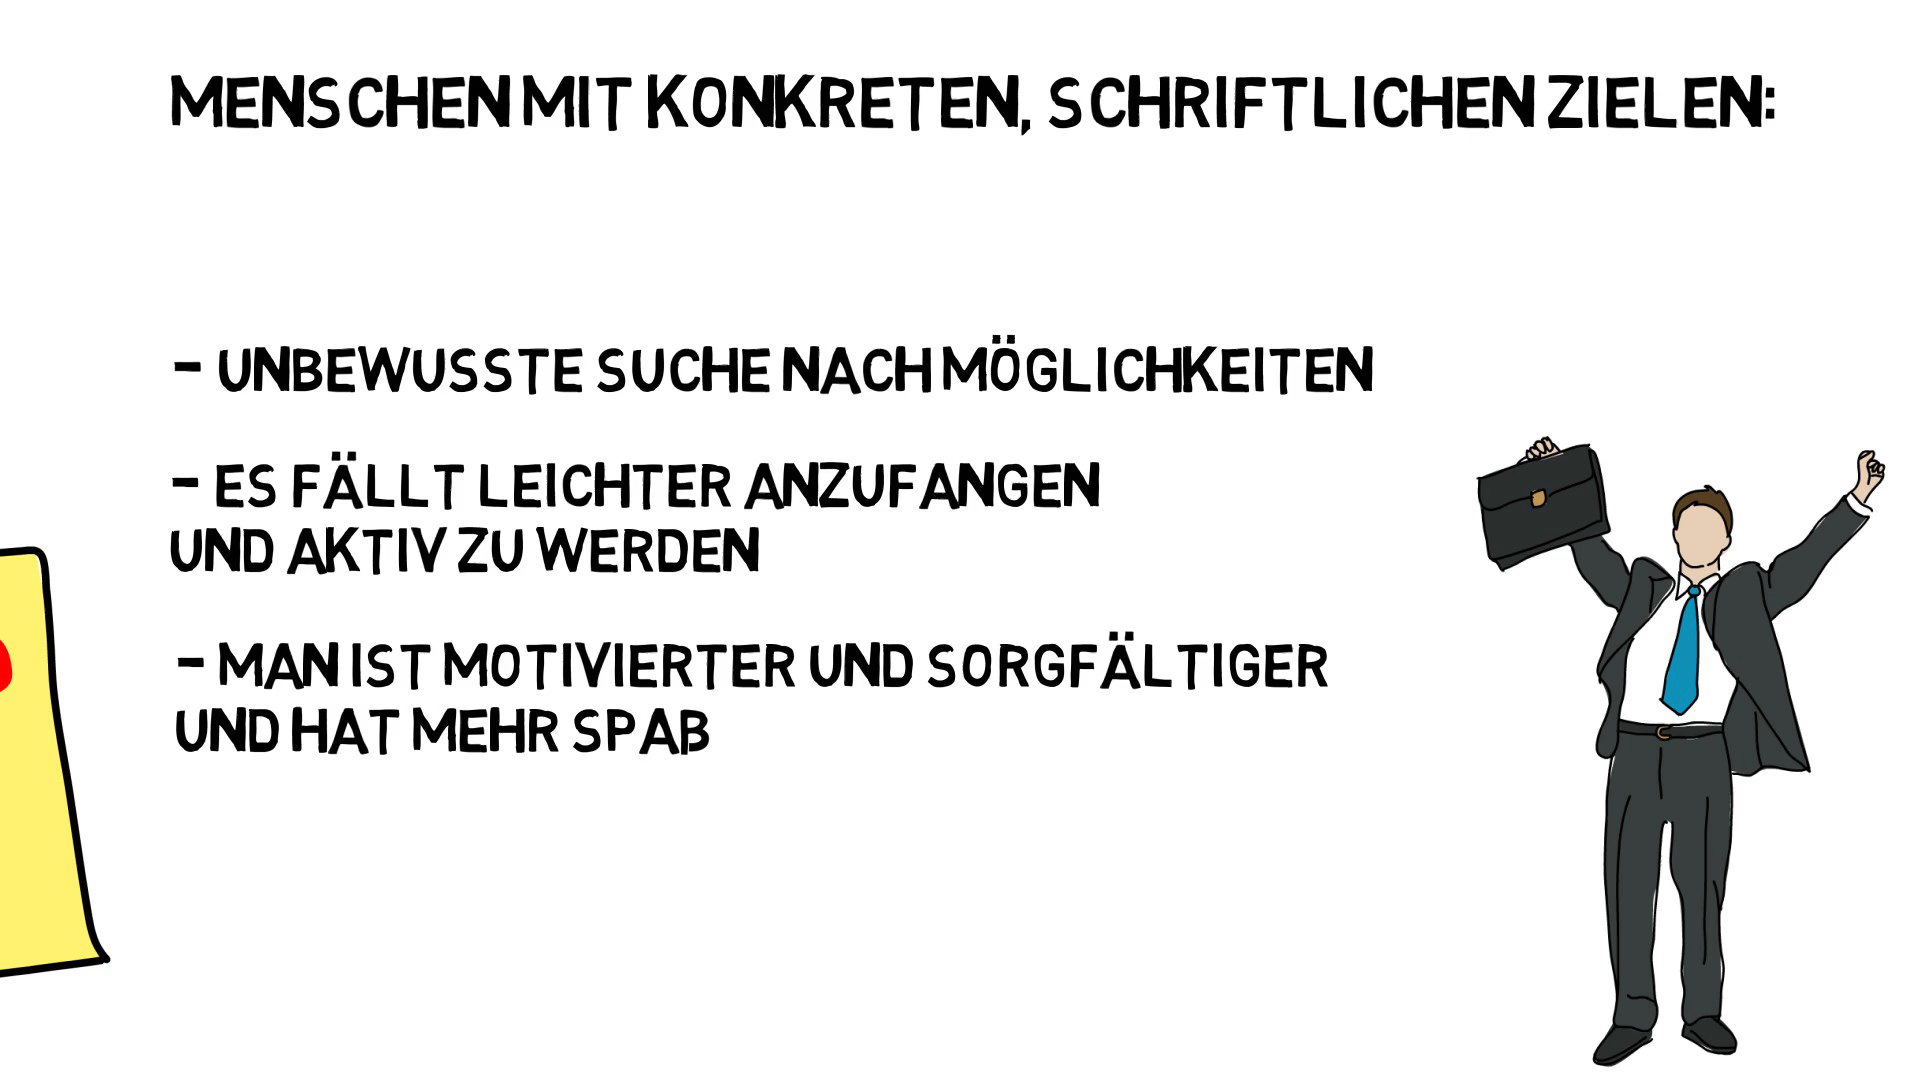 MENSCHEN MIT KONKRETEN, SCHRIFTLICHEN ZIELEN:
- UNBEWUSSTE SUCHE NACH MÖGLICHKEITEN
- ES FÄLLT LEICHTER ANZUFANGEN
UND AKTIV ZU WERDEN
- MAN IST MOTIVIERTER UND SORGFÄLTIGER
UND HAT MEHR SPAß